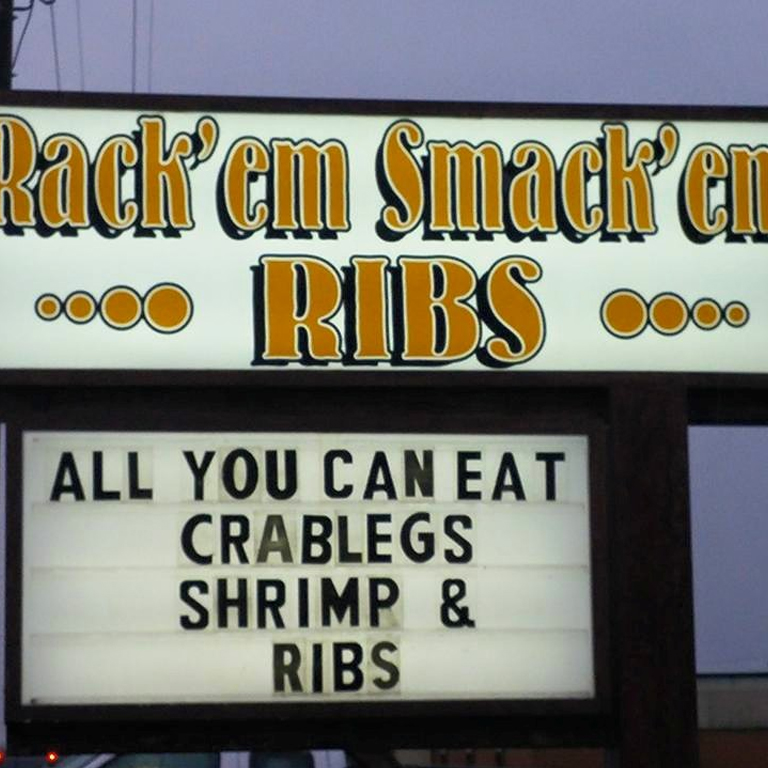 Rack'em Smack'em
RIBS
ALL YOU CAN EAT
CRABLEGS
SHRIMP &
RIBS